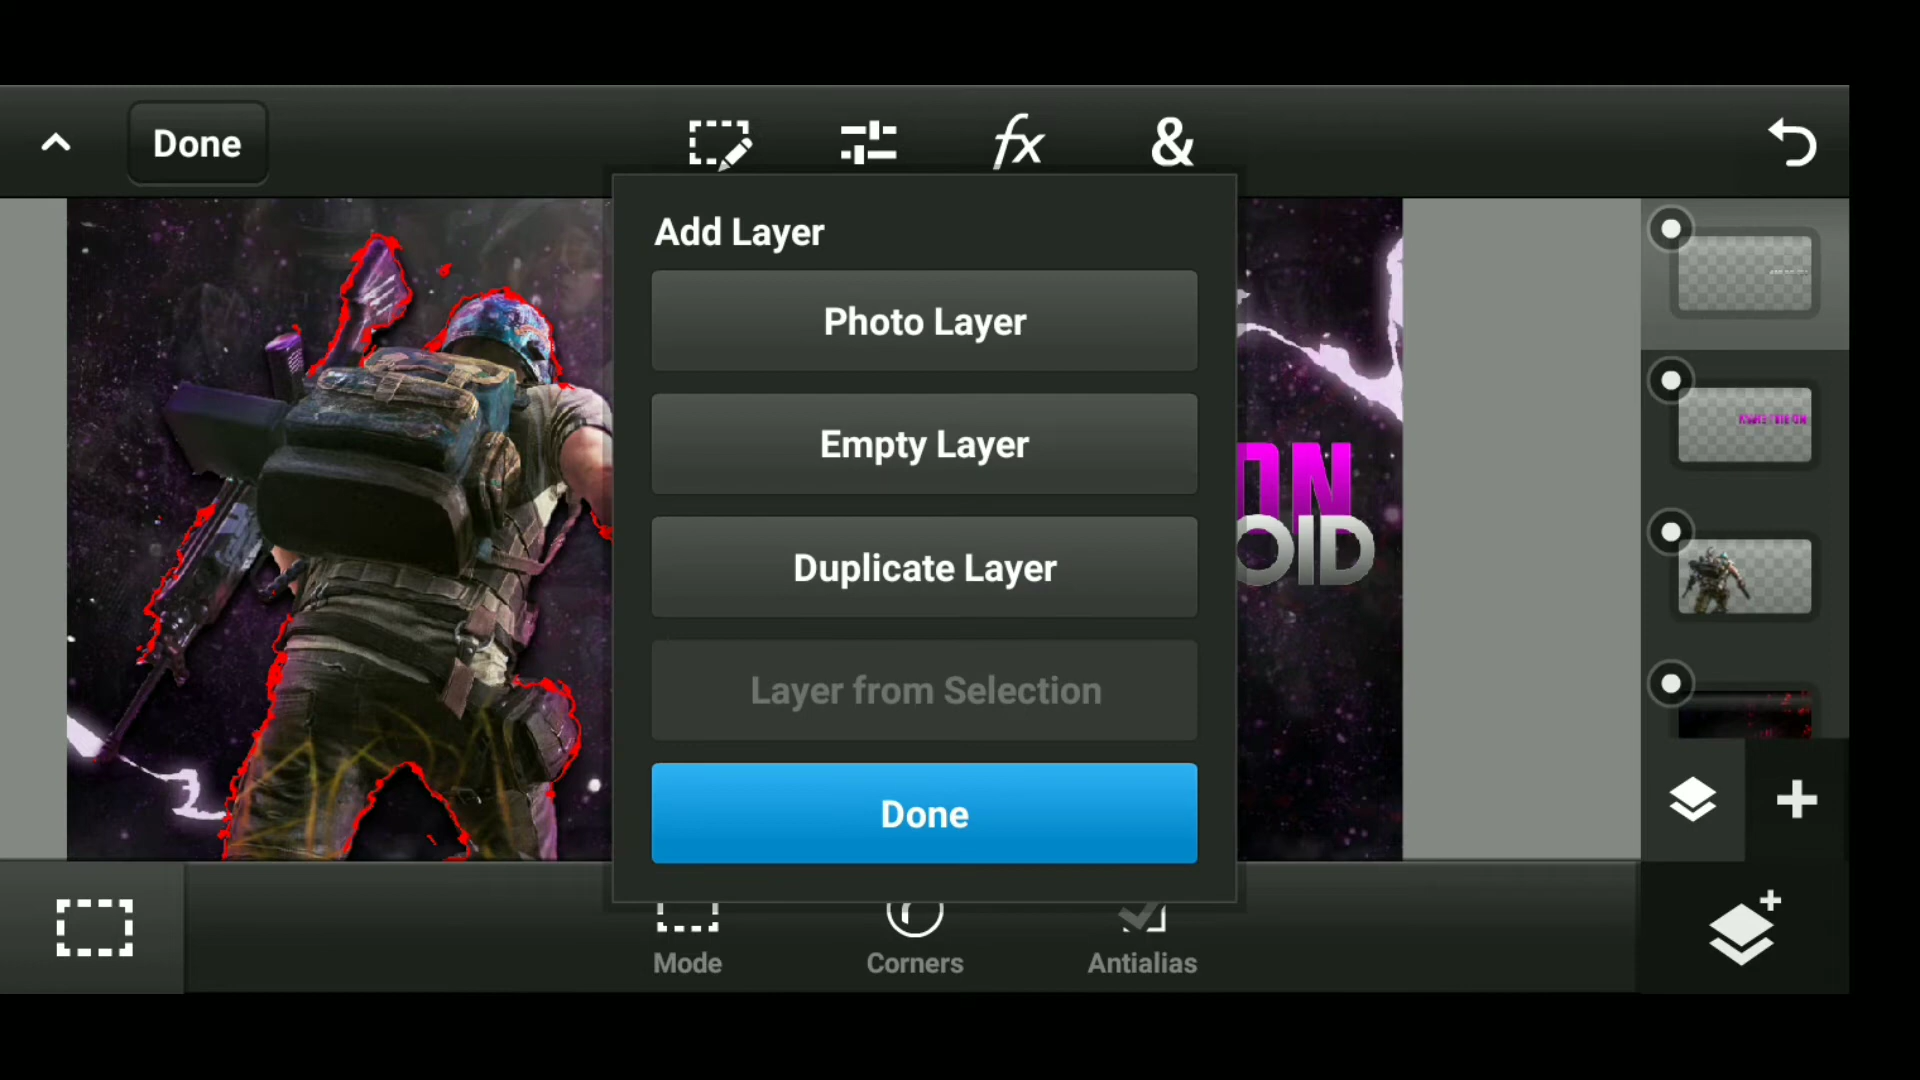 Done
fx
&
Add Layer
Photo Layer
Empty Layer
Duplicate Layer
ON
OID
Layer from Selection
Done
Mode
Corners
Antialias